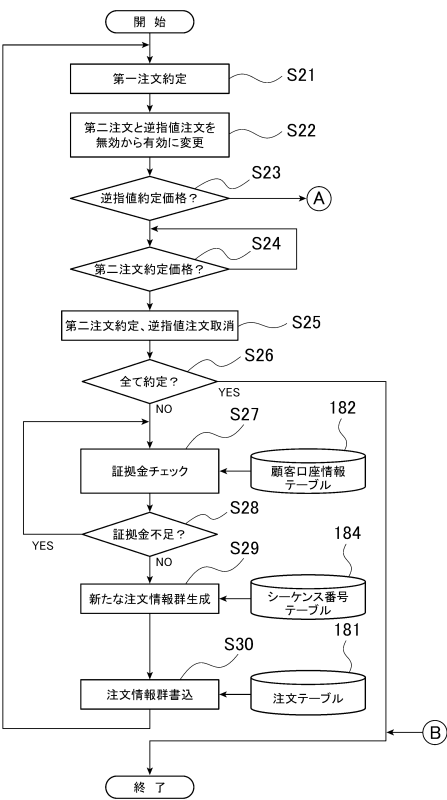 開 始
第一注文約定
S21
第二注文と逆指値注文を
無効から有効に変更
S22
S23
逆指値約定価格？
A
S24
第二注文約定価格？
第二注文約定、逆指値注文取消
S25
S26
全て約定？
YES
NO
S27
182
証拠金チェック
顧客口座情報
テーブル
S28
証拠金不足？
YES
NO
S29
184
新たな注文情報群生成
シーケンス番号
テーブル
S30
181
注文情報群書込
注文テーブル
B
終 了